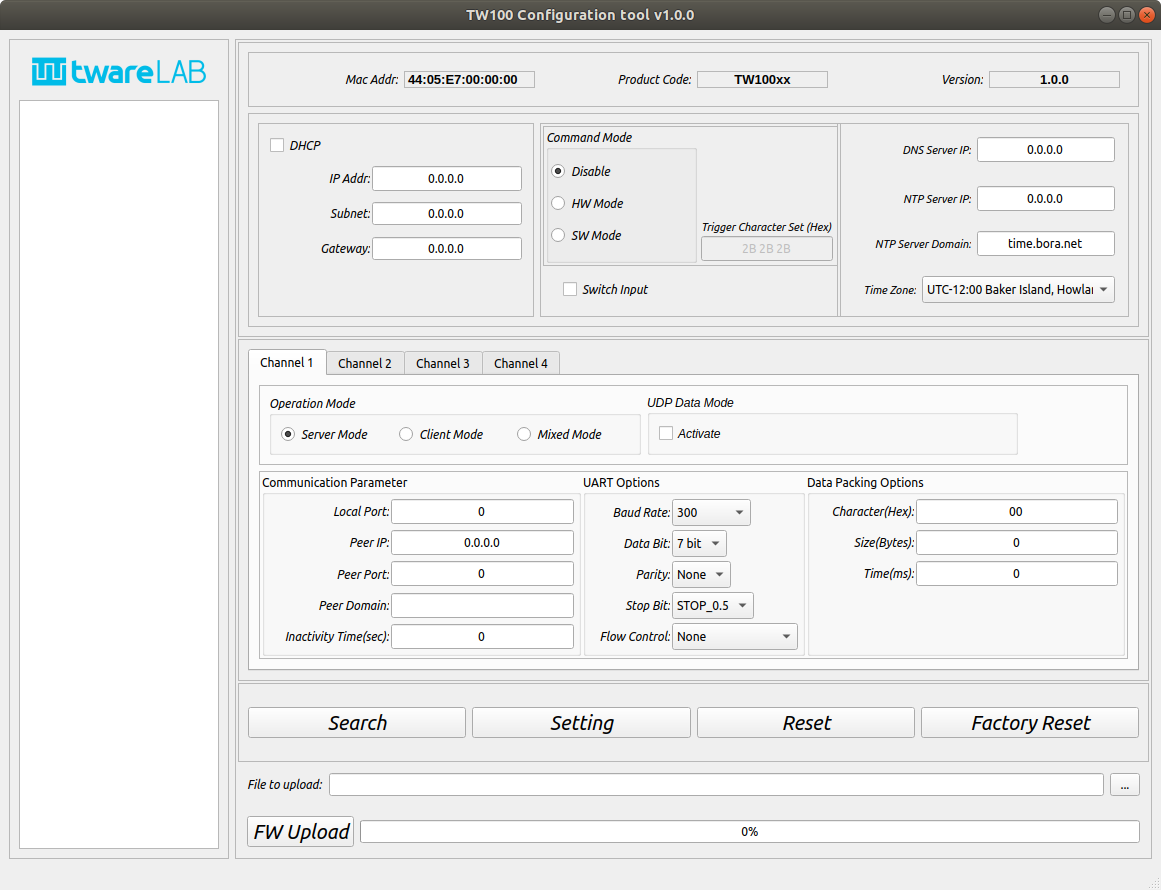 TW100 Configuration tool v1.0.0
twareLAB
Mac Addr: 44:05:E7:00:00:00 Product Code: TW100xx Version: 1.0.0
DHCP
IP Addr: 0.0.0.0
Subnet: 0.0.0.0
Gateway: 0.0.0.0
Command Mode
Disable
HW Mode
SW Mode
Trigger Character Set (Hex)
2B 2B 2B
Switch Input
DNS Server IP: 0.0.0.0
NTP Server IP: 0.0.0.0
NTP Server Domain: time.bora.net
Time Zone: UTC-12:00 Baker Island, Howlar
Channel 1 Channel 2 Channel 3 Channel 4
Operation Mode
Server Mode Client Mode Mixed Mode
UDP Data Mode
Activate
Communication Parameter
Local Port: 0
Peer IP: 0.0.0.0
Peer Port: 0
Peer Domain:
Inactivity Time(sec): 0
UART Options
Baud Rate: 300
Data Bit: 7 bit
Parity: None
Stop Bit: STOP_0.5
Flow Control: None
Data Packing Options
Character(Hex): 00
Size(Bytes): 0
Time(ms): 0
Search Setting Reset Factory Reset
File to upload: ...
FW Upload 0%